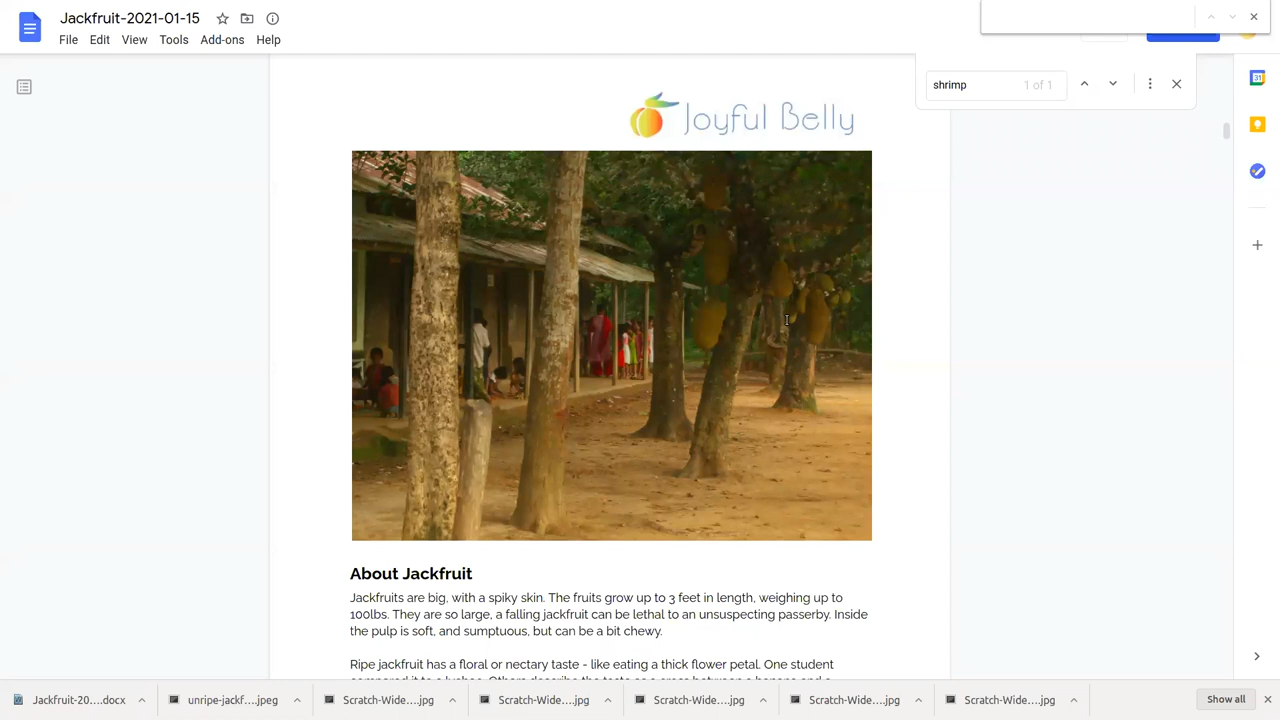 Jackfruit-2021-01-15
File Edit View Tools Add-ons Help
shrimp 1 of 1
31
Joyful Belly
About Jackfruit
Jackfruits are big, with a spiky skin. The fruits grow up to 3 feet in length, weighing up to
100lbs. They are so large, a falling jackfruit can be lethal to an unsuspecting passerby. Inside
the pulp is soft, and sumptuous, but can be a bit chewy.
Ripe jackfruit has a floral or nectary taste - like eating a thick flower petal. One student
Jackfruit-20....docx unripe-jackf....jpeg Scratch-Wide....jpg Scratch-Wide....jpg Scratch-Wide....jpg Scratch-Wide....jpg Scratch-Wide....jpg Show all